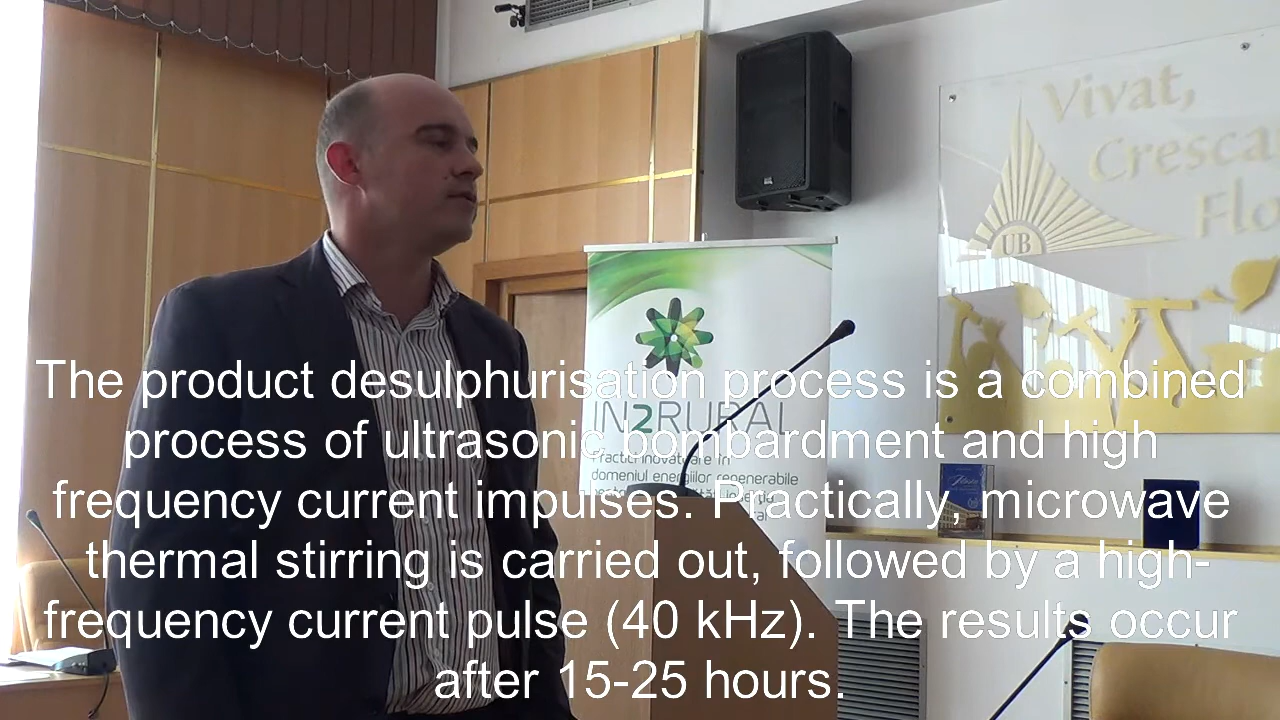 Vivat,
Cresca
Flo
UB
The product desulphurisation process is a combined
process of ultrasonic bombardment and high
frequency current impulses. Practically, microwave
thermal stirring is carried out, followed by a high-
frequency current pulse (40 kHz). The results occur
after 15-25 hours.
IN2RURAL
domeniul energiilor regenerabile